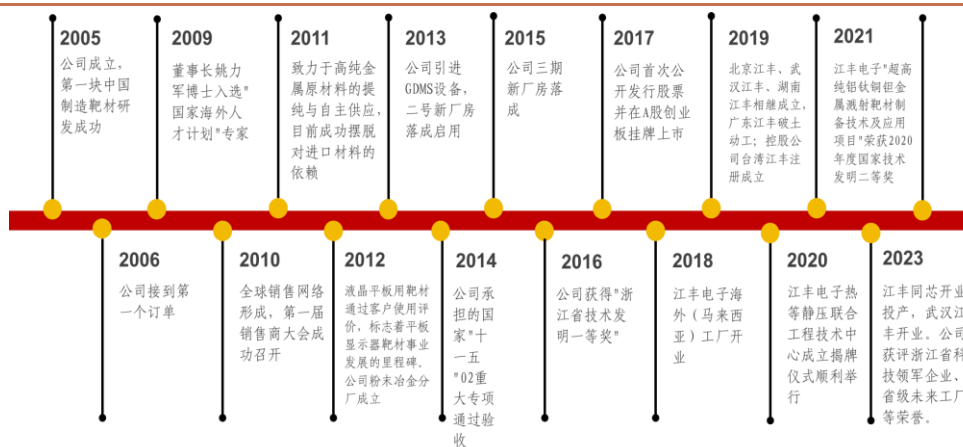 2005
公司成立，
第一块中国
制造靶材研
发成功
2009
董事长姚力
军博士入选"
国家海外人
才计划"专家
2011
致力于高纯金
属原材料的提
纯与自主供应，
目前成功摆脱
对进口材料的
依赖
2013
公司引进
GDMS设备，
二号新厂房
落成启用
2015
公司三期
新厂房落
成
2017
公司首次公
开发行股票
并在A股创业
板挂牌上市
2019
北京江丰、武
汉江丰、湖南
江丰相继成立，
广东江丰破土
动工；控股公
司台湾江丰注
册成立
2021
江丰电子"超高
纯铝钛铜钽金
属溅射靶材制
备技术及应用
项目"荣获2020
年度国家技术
发明二等奖
2006
公司接到第
一个订单
2010
全球销售网络
形成，第一届
销售商大会成
功召开
2012
液晶平板用靶材
通过客户使用评
价，标志着平板
显示器靶材事业
发展的里程碑。
公司粉末冶金分
厂成立
2014
公司承
担的国
家"十
一五
"02重
大专项
通过验
收
2016
公司获得"浙
江省技术发
明一等奖"
2018
江丰电子海
外（马来西
亚）工厂开
业
2020
江丰电子热
等静压联合
工程技术中
心成立揭牌
仪式顺利举
行
2023
江丰同芯开业
投产，武汉江
丰开业。公司
获评浙江省科
技领军企业、
省级未来工厂
等荣誉。